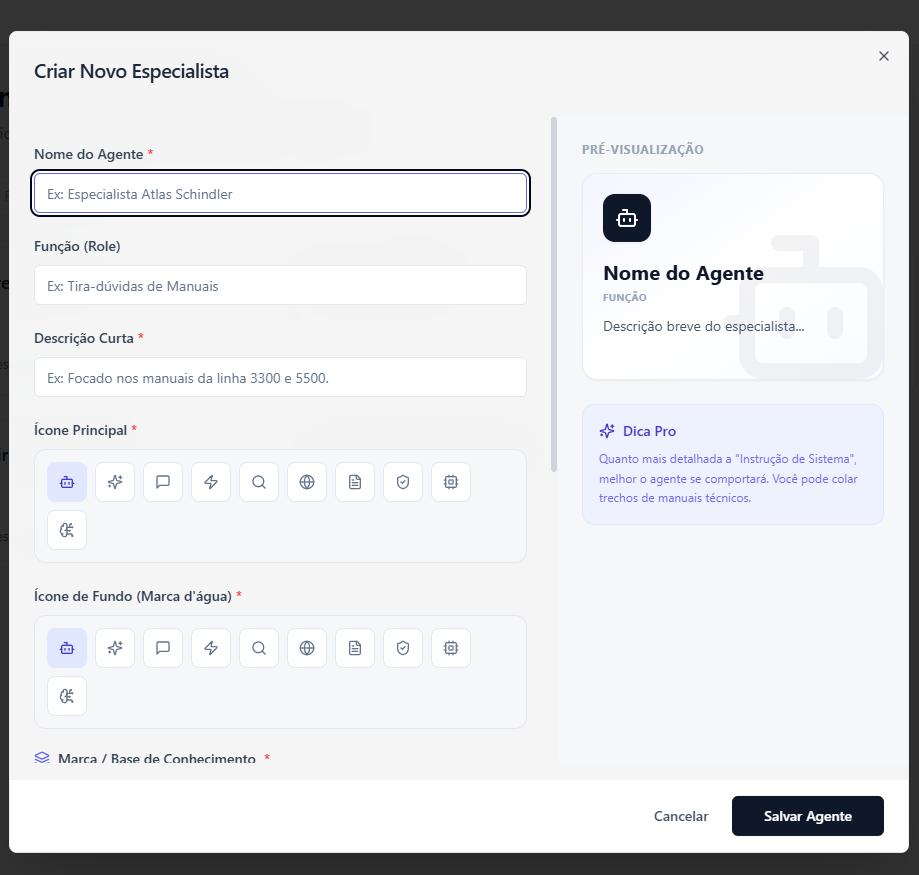 Criar Novo Especialista
Nome do Agente *
Ex: Especialista Atlas Schindler
Função (Role)
Ex: Tira-dúvidas de Manuais
Descrição Curta *
Ex: Focado nos manuais da linha 3300 e 5500.
Ícone Principal *
Ícone de Fundo (Marca d'água) *
Marca / Base de Conhecimento *
PRÉ-VISUALIZAÇÃO
Nome do Agente
FUNÇÃO
Descrição breve do especialista...
Dica Pro
Quanto mais detalhada a "Instrução de Sistema",
melhor o agente se comportará. Você pode colar
trechos de manuais técnicos.
Cancelar
Salvar Agente